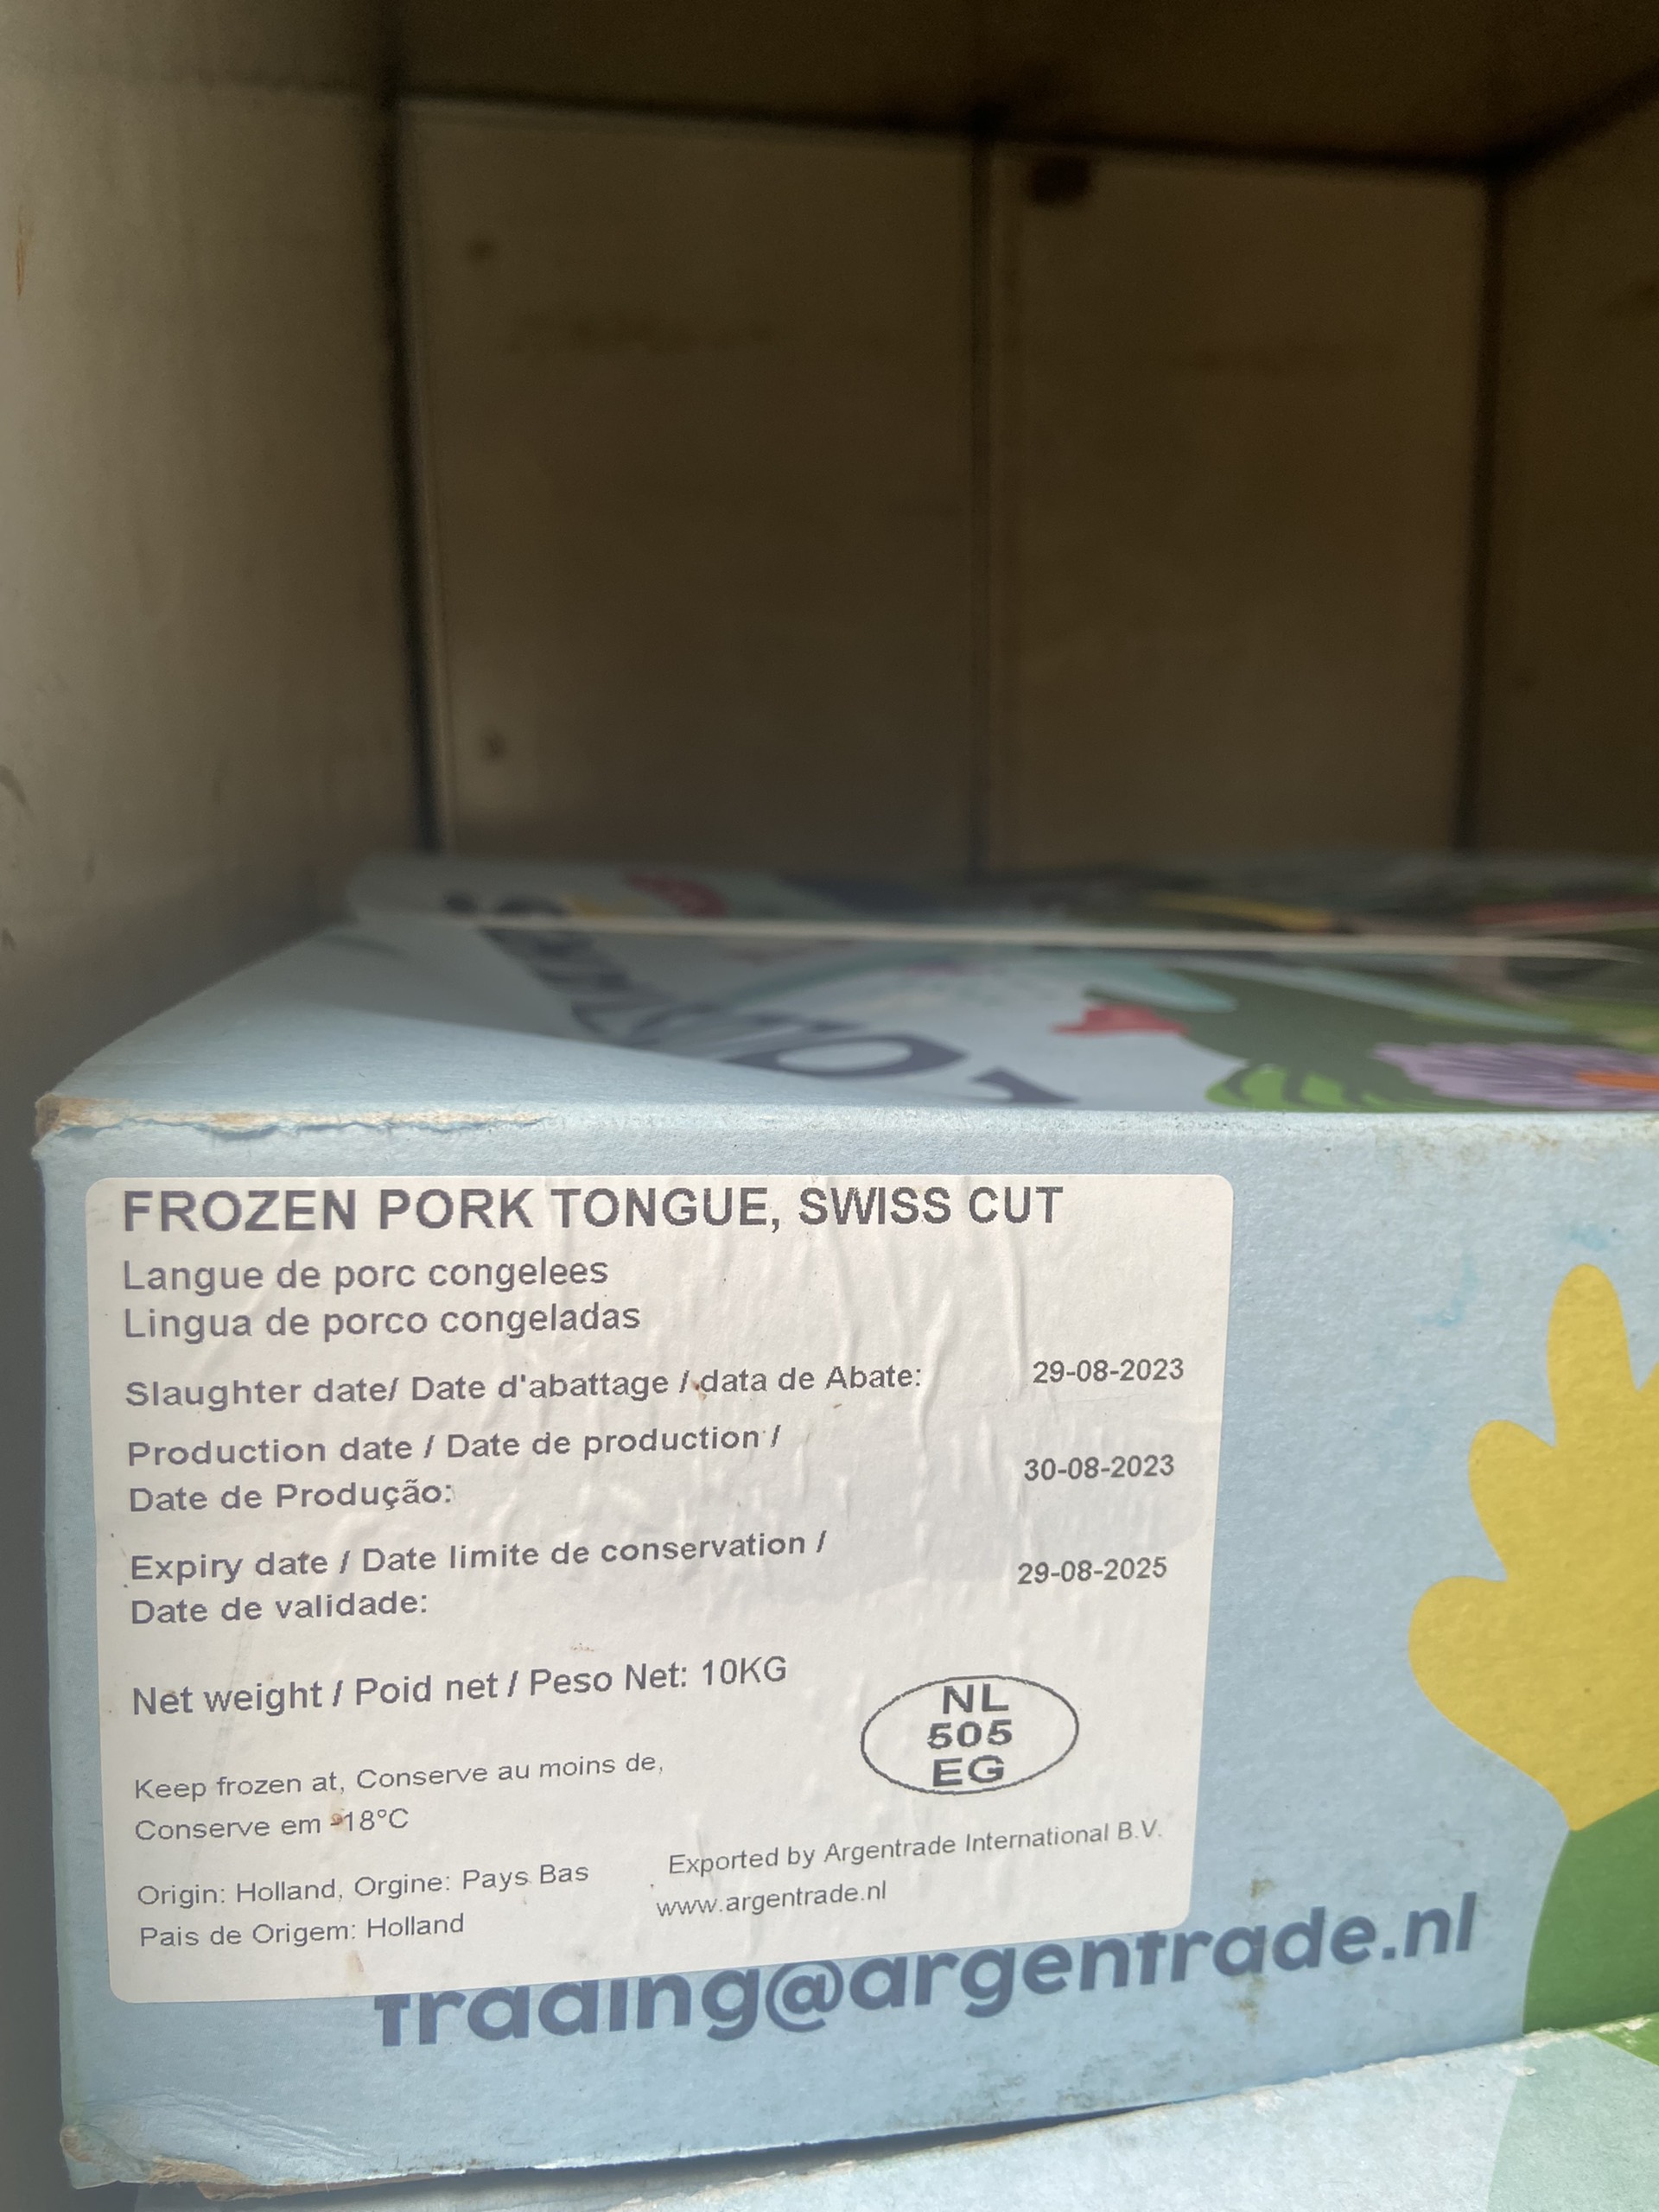 FROZEN PORK TONGUE, SWISS CUT
Langue de porc congelees
Lingua de porco congeladas
Slaughter date/ Date d'abattage / data de Abate: 29-08-2023
Production date / Date de production /
Date de Produção: 30-08-2023
Expiry date / Date limite de conservation /
Date de validade: 29-08-2025
Net weight / Poid net / Peso Net: 10KG
NL
505
EG
Keep frozen at, Conserve au moins de,
Conserve em -18°C
Origin: Holland, Orgine: Pays Bas
Pais de Origem: Holland
Exported by Argentrade International B.V.
www.argentrade.nl
trading@argentrade.nl